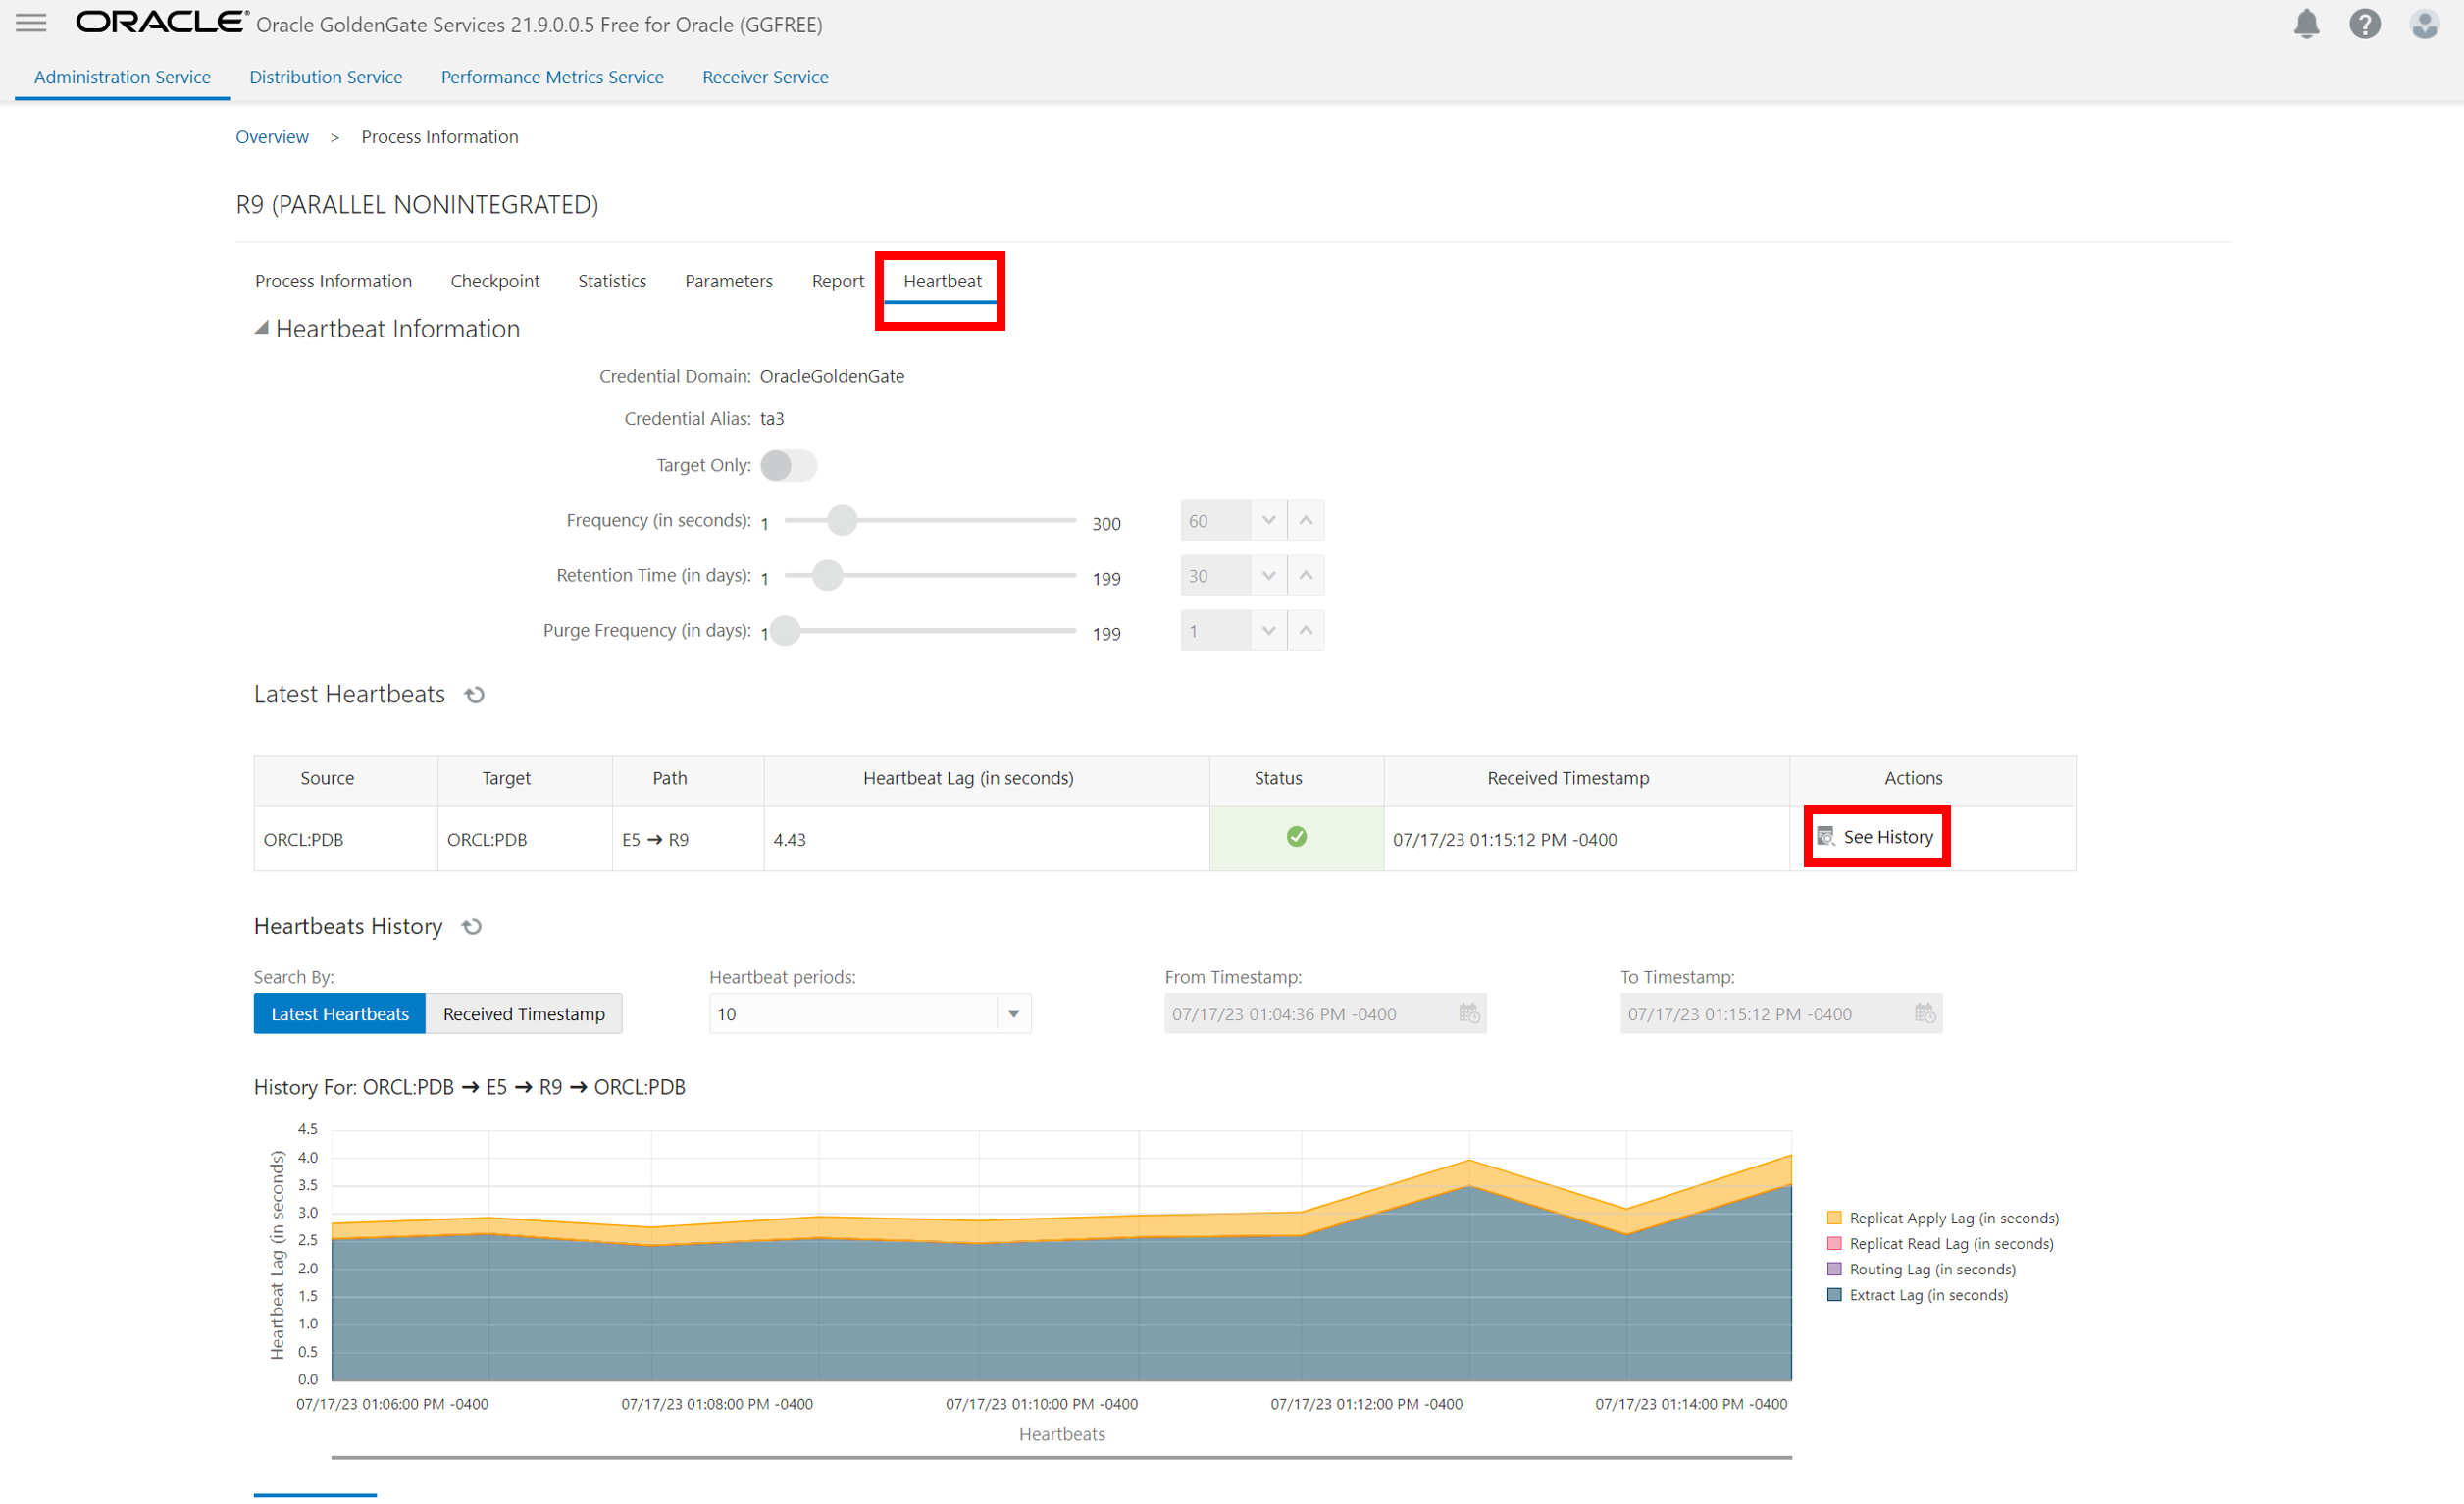 ORACLE® Oracle GoldenGate Services 21.9.0.0.5 Free for Oracle (GGFREE)
?
Administration Service Distribution Service Performance Metrics Service Receiver Service
Overview > Process Information
R9 (PARALLEL NONINTEGRATED)
Process Information Checkpoint Statistics Parameters Report Heartbeat
Heartbeat Information
Credential Domain: OracleGoldenGate
Credential Alias: ta3
Target Only:
Frequency (in seconds): 1 300 60
Retention Time (in days): 1 199 30
Purge Frequency (in days): 1 199 1
Latest Heartbeats
Source Target Path Heartbeat Lag (in seconds) Status Received Timestamp Actions
ORCL:PDB ORCL:PDB E5 → R9 4.43 07/17/23 01:15:12 PM -0400 See History
Heartbeats History
Search By: Heartbeat periods: From Timestamp: To Timestamp:
Latest Heartbeats Received Timestamp 10 07/17/23 01:04:36 PM -0400 07/17/23 01:15:12 PM -0400
History For: ORCL:PDB → E5 → R9 → ORCL:PDB
Heartbeat Lag (in seconds)
4.5
4.0
3.5
3.0
2.5
2.0
1.5
1.0
0.5
0.0
07/17/23 01:06:00 PM -0400 07/17/23 01:08:00 PM -0400 07/17/23 01:10:00 PM -0400 07/17/23 01:12:00 PM -0400 07/17/23 01:14:00 PM -0400
Heartbeats
Replicat Apply Lag (in seconds)
Replicat Read Lag (in seconds)
Routing Lag (in seconds)
Extract Lag (in seconds)